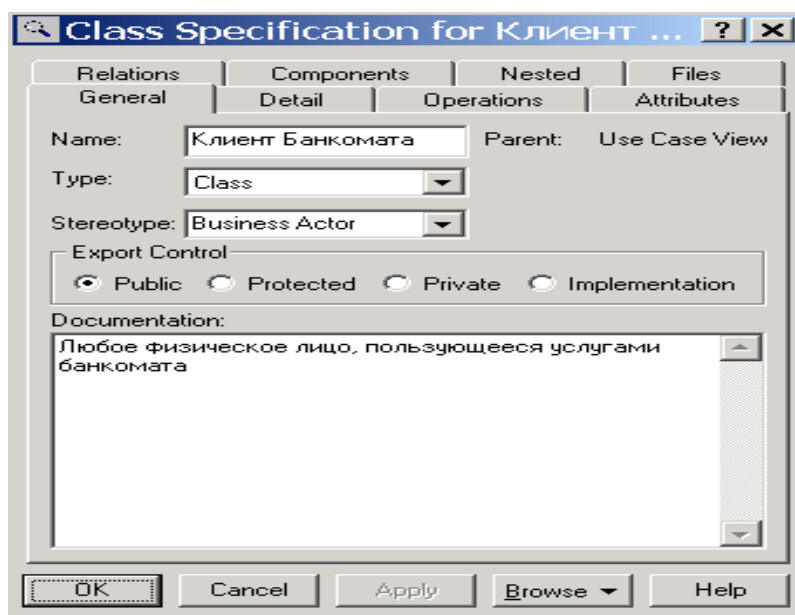 Class Specification for Клиент ...
Relations Components Nested Files
General Detail Operations Attributes
Name: Клиент Банкомата Parent: Use Case View
Type: Class
Stereotype: Business Actor
Export Control
Public Protected Private Implementation
Documentation:
Любое физическое лицо, пользующееся услугами
банкомата
OK Cancel Apply Browse Help